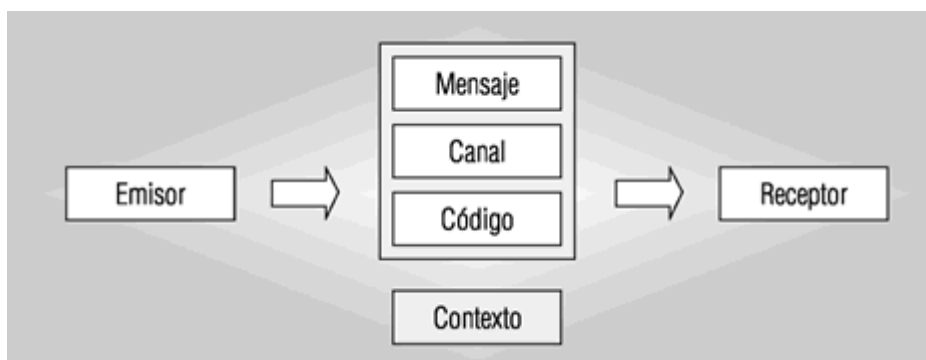 Mensaje
Canal
Emisor
Receptor
Código
Contexto